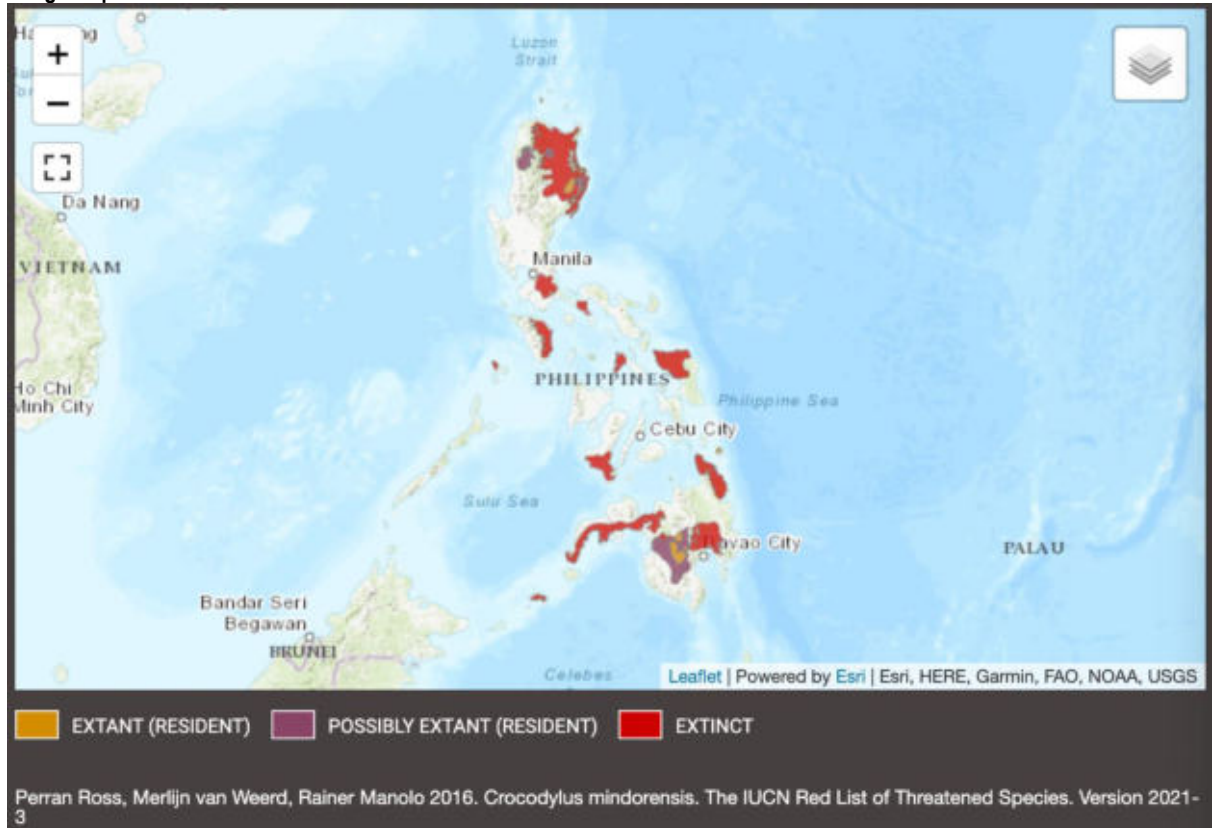 Luzon
Strait
+
−
Da Nang
VIETNAM
Manila
PHILIPPINES
Ho Chi
Minh City
Philippine Sea
Cebu City
Sulu Sea
Davao City
PALAU
Bandar Seri
Begawan
BRUNEI
Celebes
Leaflet | Powered by Esri | Esri, HERE, Garmin, FAO, NOAA, USGS
EXTANT (RESIDENT) POSSIBLY EXTANT (RESIDENT) EXTINCT
Perran Ross, Merlijn van Weerd, Rainer Manolo 2016. Crocodylus mindorensis. The IUCN Red List of Threatened Species. Version 2021-
3